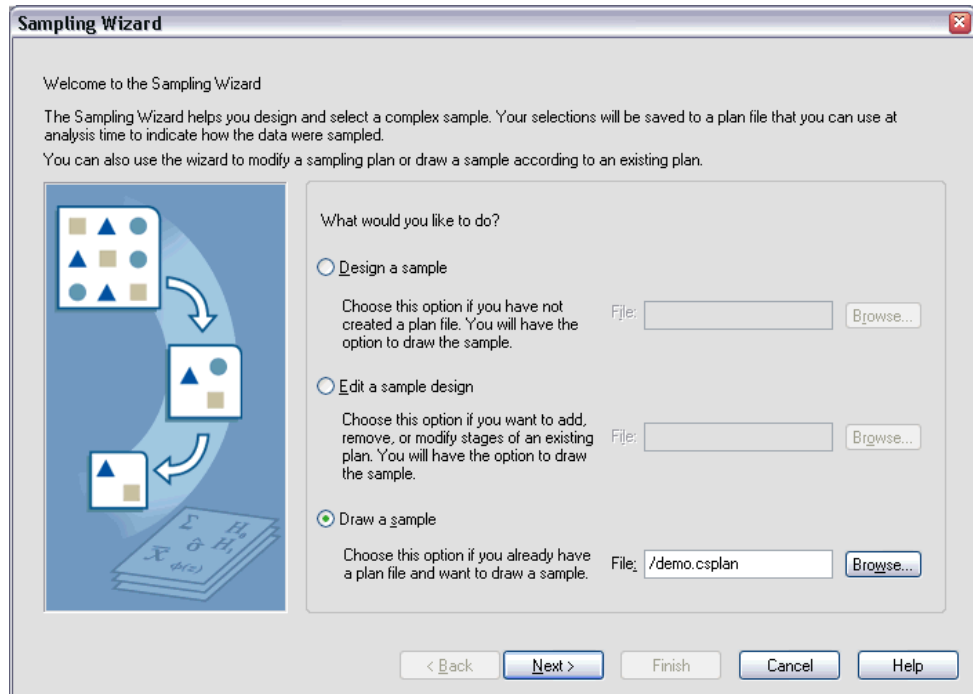 Sampling Wizard
Welcome to the Sampling Wizard
The Sampling Wizard helps you design and select a complex sample. Your selections will be saved to a plan file that you can use at
analysis time to indicate how the data were sampled.
You can also use the wizard to modify a sampling plan or draw a sample according to an existing plan.
What would you like to do?
Design a sample
Choose this option if you have not
created a plan file. You will have the
option to draw the sample.
File:
Browse...
Edit a sample design
Choose this option if you want to add,
remove, or modify stages of an existing
plan. You will have the option to draw
the sample.
File:
Browse...
Draw a sample
Choose this option if you already have
a plan file and want to draw a sample.
File: /demo.csplan
Browse...
Σ H₀
X̄ σ̂ H₁
ϕ(z)
< Back
Next >
Finish
Cancel
Help